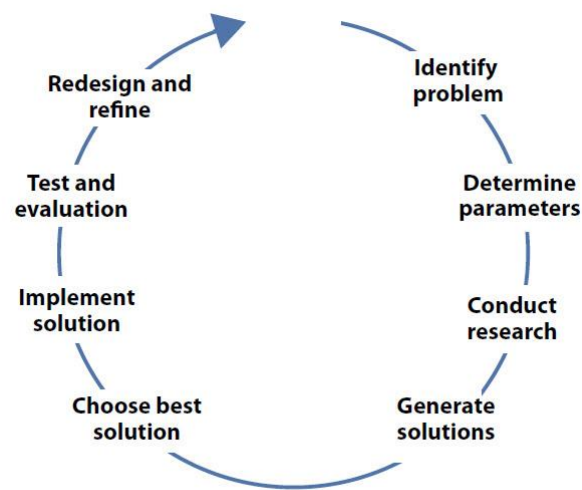 Identify
problem
Determine
parameters
Conduct
research
Generate
solutions
Choose best
solution
Implement
solution
Test and
evaluation
Redesign and
refine